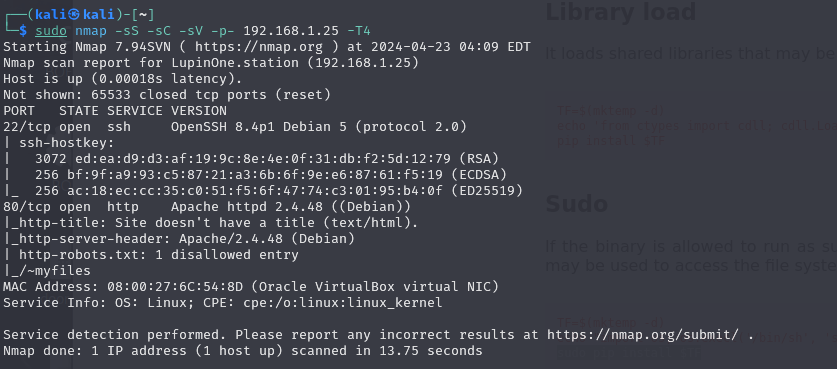 ┌──(kali㉿kali)-[~]
└─$ sudo nmap -sS -sC -sV -p- 192.168.1.25 -T4
Starting Nmap 7.94SVN ( https://nmap.org ) at 2024-04-23 04:09 EDT
Nmap scan report for LupinOne.station (192.168.1.25)
Host is up (0.00018s latency).
Not shown: 65533 closed tcp ports (reset)
PORT   STATE SERVICE VERSION
22/tcp open  ssh     OpenSSH 8.4p1 Debian 5 (protocol 2.0)
| ssh-hostkey:
|   3072 ed:ea:d9:d3:af:19:9c:8e:4e:0f:31:db:f2:5d:12:79 (RSA)
|   256 bf:9f:a9:93:c5:87:21:a3:6b:6f:9e:e6:87:61:f5:19 (ECDSA)
|_  256 ac:18:ec:cc:35:c0:51:f5:6f:47:74:c3:01:95:b4:0f (ED25519)
80/tcp open  http    Apache httpd 2.4.48 ((Debian))
|_http-title: Site doesn't have a title (text/html).
|_http-server-header: Apache/2.4.48 (Debian)
| http-robots.txt: 1 disallowed entry
|_/~myfiles
MAC Address: 08:00:27:6C:54:8D (Oracle VirtualBox virtual NIC)
Service Info: OS: Linux; CPE: cpe:/o:linux:linux_kernel

Service detection performed. Please report any incorrect results at https://nmap.org/submit/ .
Nmap done: 1 IP address (1 host up) scanned in 13.75 seconds
Library load
It loads shared libraries that may be
Sudo
If the binary is allowed to run as su
may be used to access the file system